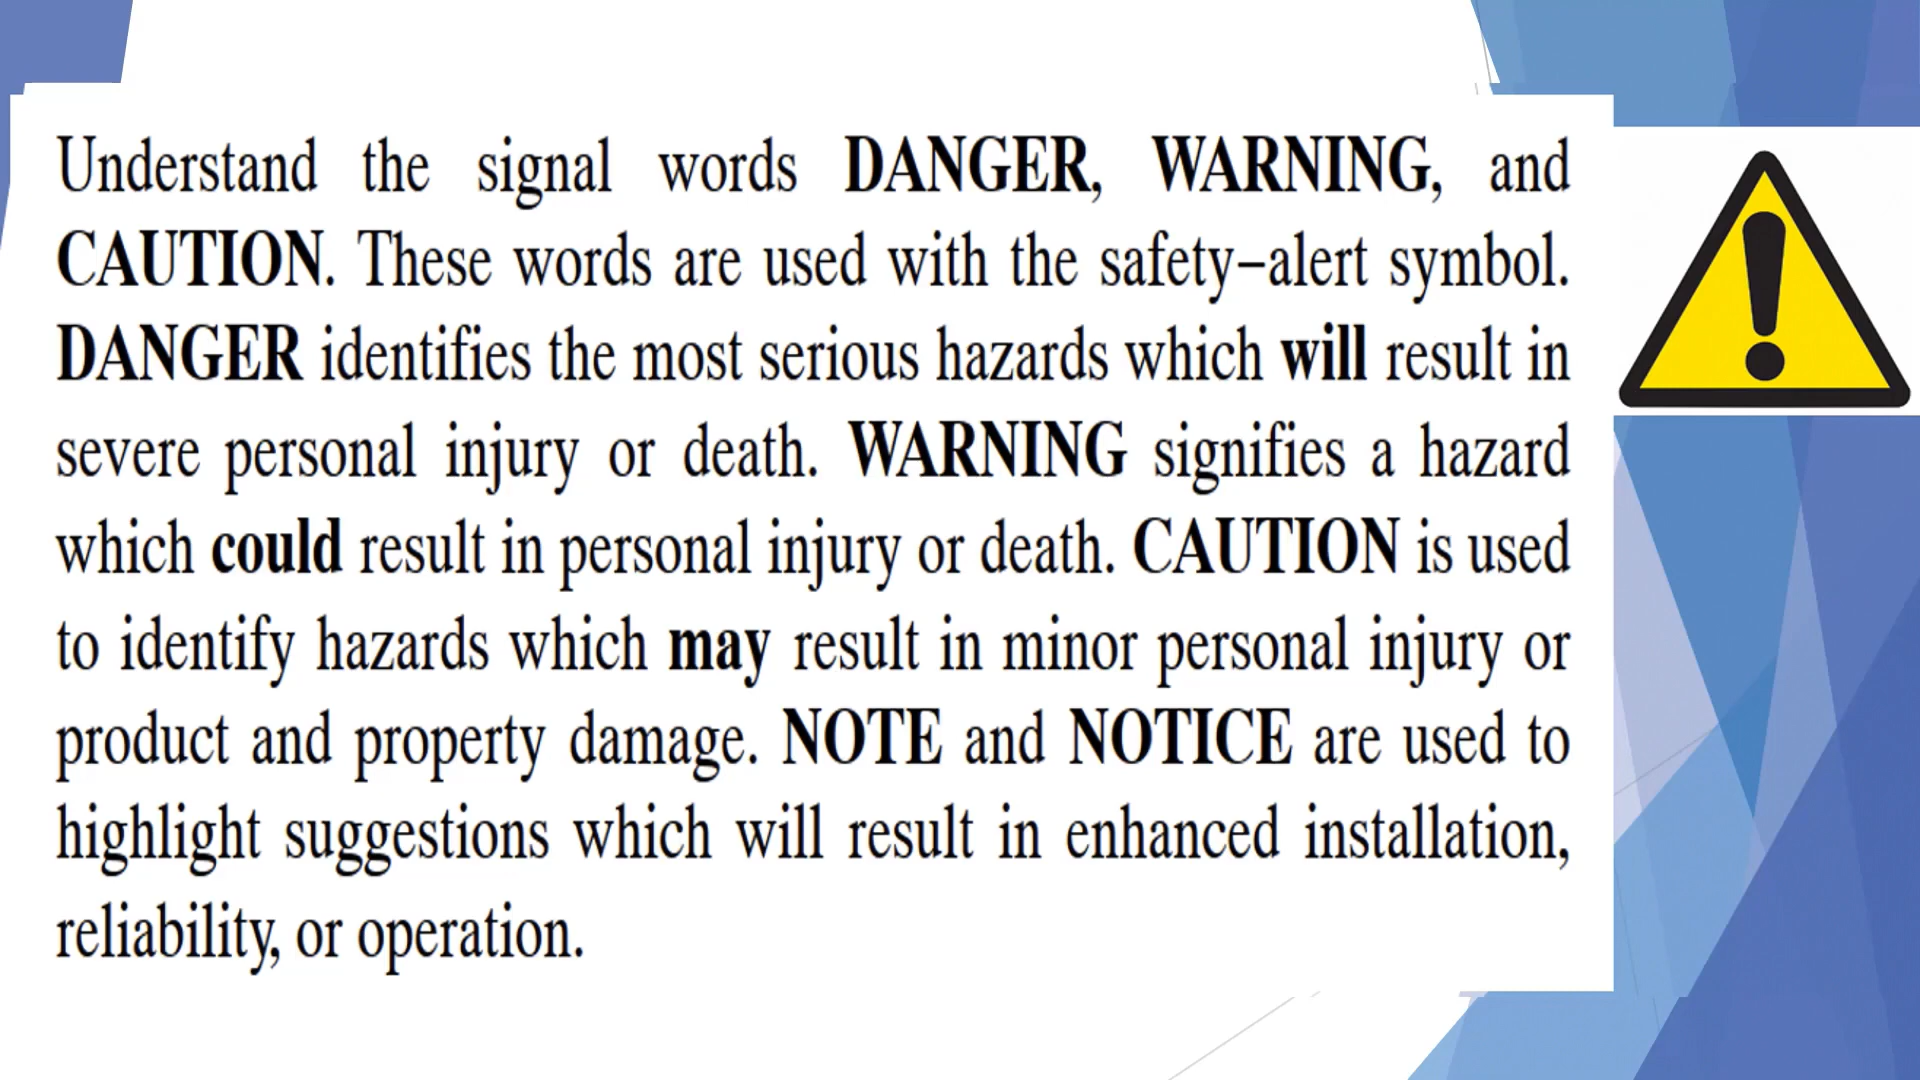 Understand the signal words DANGER, WARNING, and
CAUTION. These words are used with the safety–alert symbol.
DANGER identifies the most serious hazards which will result in
severe personal injury or death. WARNING signifies a hazard
which could result in personal injury or death. CAUTION is used
to identify hazards which may result in minor personal injury or
product and property damage. NOTE and NOTICE are used to
highlight suggestions which will result in enhanced installation,
reliability, or operation.